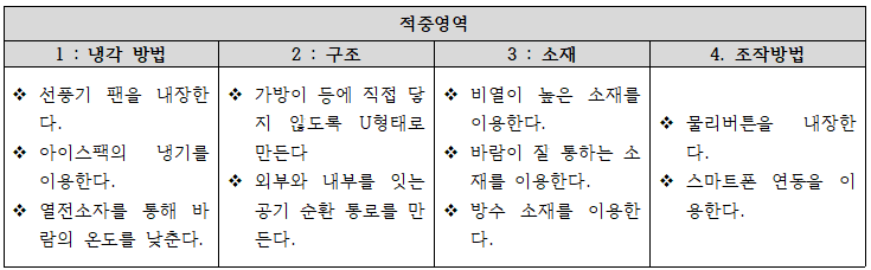 적중영역
1 : 냉각 방법
2 : 구조
3 : 소재
4. 조작방법
❖ 선풍기 팬을 내장한
다.
❖ 아이스팩의 냉기를
이용한다.
❖ 열전소자를 통해 바
람의 온도를 낮춘다.
❖ 가방이 등에 직접 닿
지 않도록 U형태로
만든다
❖ 외부와 내부를 잇는
공기 순환 통로를 만
든다.
❖ 비열이 높은 소재를
이용한다.
❖ 바람이 질 통하는 소
재를 이용한다.
❖ 방수 소재를 이용한
다.
❖ 물리버튼을 내장한
다.
❖ 스마트폰 연동을 이
용한다.